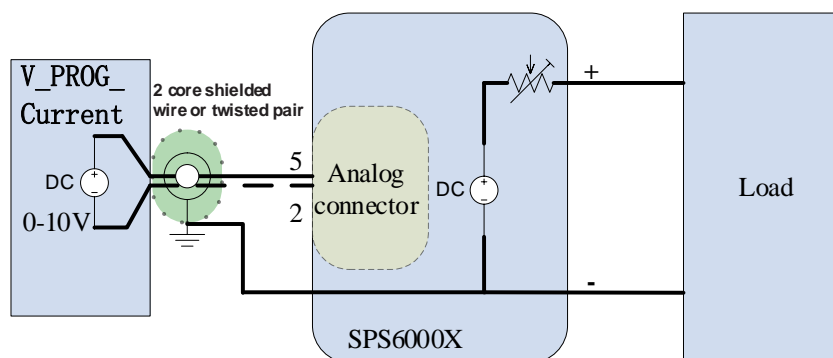 V_PROG_
Current
2 core shielded
wire or twisted pair
DC
0-10V
5
2
Analog
connector
DC
+
-
SPS6000X
Load